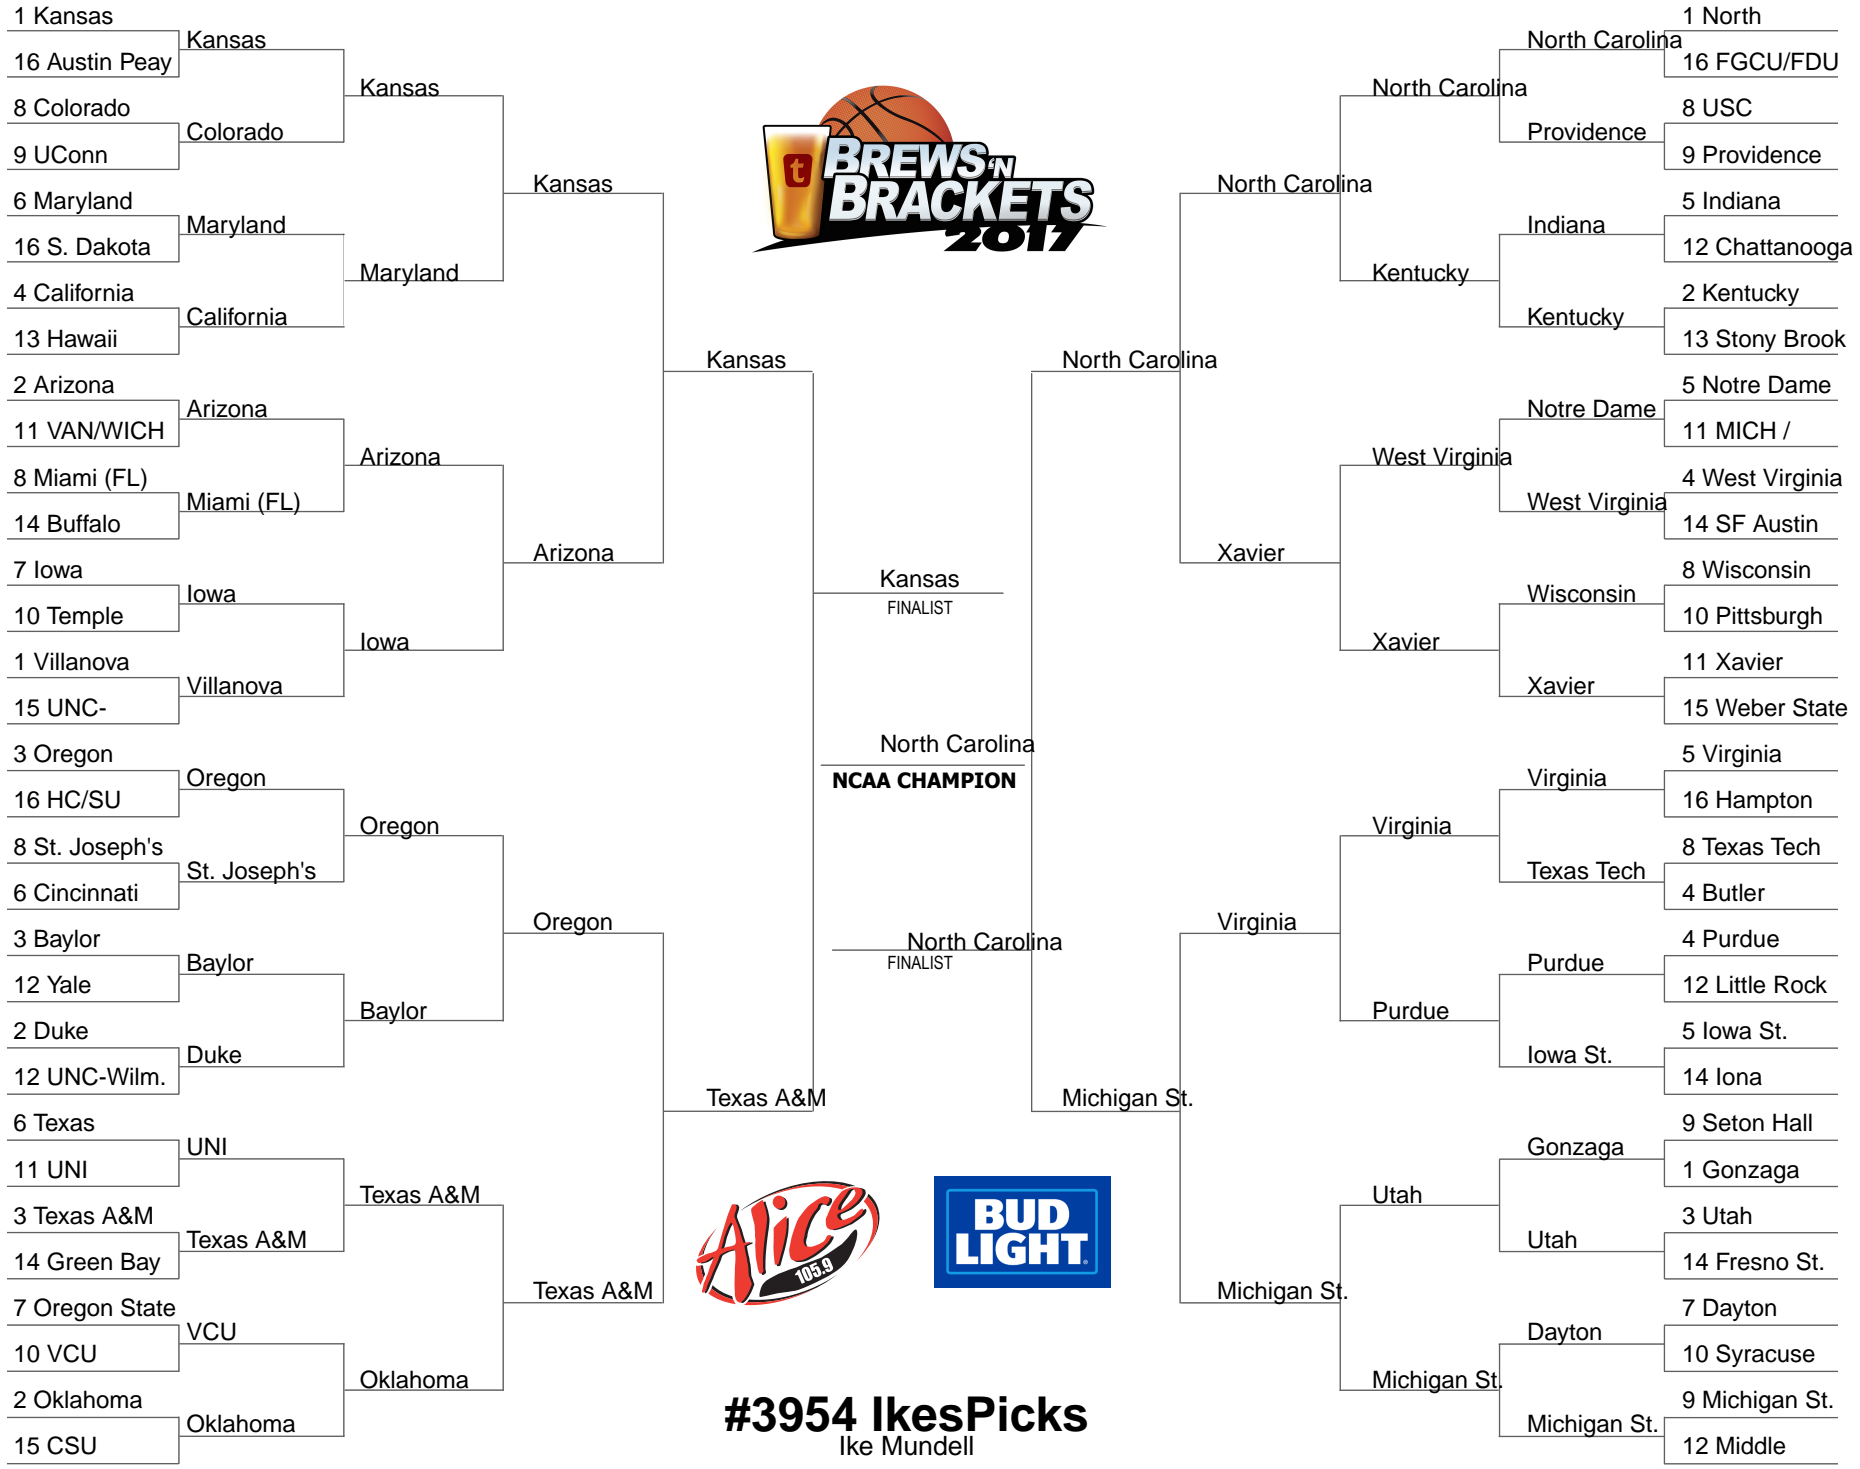 1 Kansas
16 Austin Peay
8 Colorado
9 UConn
6 Maryland
16 S. Dakota
4 California
13 Hawaii
2 Arizona
11 VAN/WICH
8 Miami (FL)
14 Buffalo
7 Iowa
10 Temple
1 Villanova
15 UNC-
3 Oregon
16 HC/SU
8 St. Joseph's
6 Cincinnati
3 Baylor
12 Yale
2 Duke
12 UNC-Wilm.
6 Texas
11 UNI
3 Texas A&M
14 Green Bay
7 Oregon State
10 VCU
2 Oklahoma
15 CSU
Kansas
Colorado
Maryland
California
Arizona
Miami (FL)
Iowa
Villanova
Oregon
St. Joseph's
Baylor
Duke
UNI
Texas A&M
VCU
Oklahoma
Kansas
Maryland
Arizona
Iowa
Oregon
Baylor
Texas A&M
Oklahoma
Kansas
Arizona
Oregon
Texas A&M
Kansas
Texas A&M
t
BREWS 'N
BRACKETS
2017
Kansas
FINALIST
North Carolina
NCAA CHAMPION
North Carolina
FINALIST
Alice
105.9
BUD
LIGHT
#3954 IkesPicks
Ike Mundell
North Carolina
Michigan St.
North Carolina
Xavier
Virginia
Michigan St.
North Carolina
Kentucky
West Virginia
Xavier
Virginia
Purdue
Utah
Michigan St.
North Carolina
Providence
Indiana
Kentucky
Notre Dame
West Virginia
Wisconsin
Xavier
Virginia
Texas Tech
Purdue
Iowa St.
Gonzaga
Utah
Dayton
Michigan St.
1 North
16 FGCU/FDU
8 USC
9 Providence
5 Indiana
12 Chattanooga
2 Kentucky
13 Stony Brook
5 Notre Dame
11 MICH /
4 West Virginia
14 SF Austin
8 Wisconsin
10 Pittsburgh
11 Xavier
15 Weber State
5 Virginia
16 Hampton
8 Texas Tech
4 Butler
4 Purdue
12 Little Rock
5 Iowa St.
14 Iona
9 Seton Hall
1 Gonzaga
3 Utah
14 Fresno St.
7 Dayton
10 Syracuse
9 Michigan St.
12 Middle